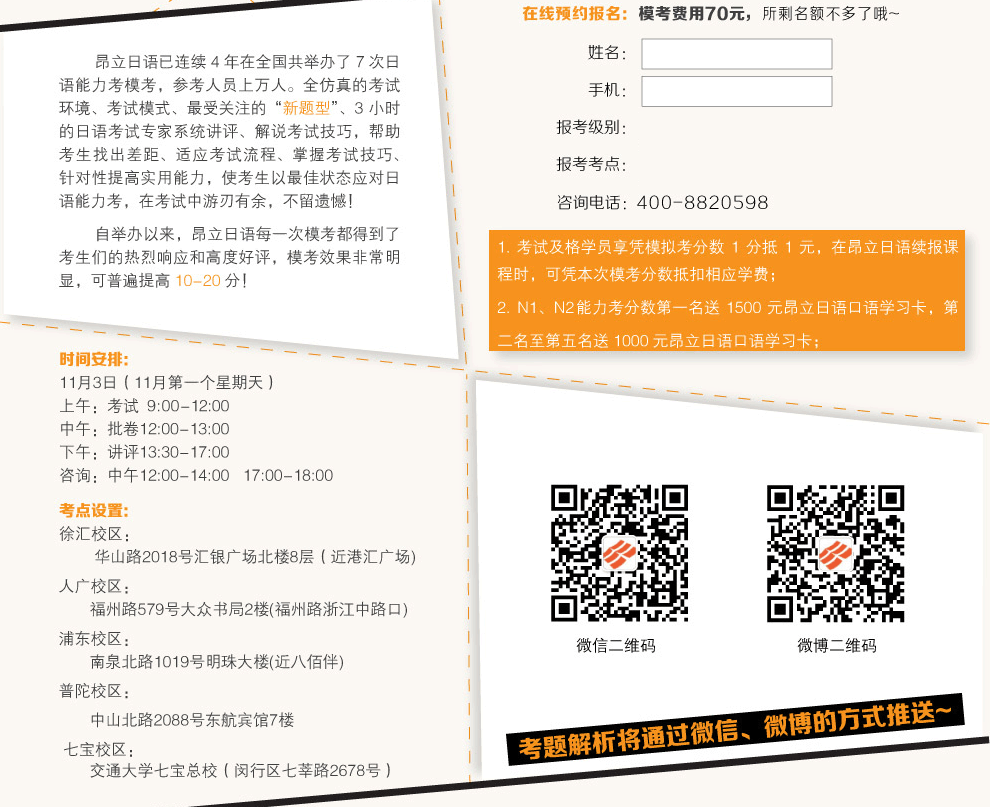 昂立日语已连续 4 年在全国共举办了 7 次日
语能力考模考，参考人员上万人。全仿真的考试
环境、考试模式、最受关注的“新题型”、3 小时
的日语考试专家系统讲评、解说考试技巧，帮助
考生找出差距、适应考试流程、掌握考试技巧、
针对性提高实用能力，使考生以最佳状态应对日
语能力考，在考试中游刃有余，不留遗憾！
自举办以来，昂立日语每一次模考都得到了
考生们的热烈响应和高度好评，模考效果非常明
显，可普遍提高 10-20 分！
时间安排:
11月3日（11月第一个星期天）
上午：考试 9:00-12:00
中午：批卷12:00-13:00
下午：讲评13:30-17:00
咨询：中午12:00-14:00 17:00-18:00
考点设置:
徐汇校区：
华山路2018号汇银广场北楼8层（近港汇广场)
人广校区：
福州路579号大众书局2楼(福州路浙江中路口)
浦东校区：
南泉北路1019号明珠大楼(近八佰伴)
普陀校区：
中山北路2088号东航宾馆7楼
七宝校区：
交通大学七宝总校（闵行区七莘路2678号）
在线预约报名：模考费用70元，所剩名额不多了哦~
姓名：
手机：
报考级别：
报考考点：
咨询电话：400-8820598
1. 考试及格学员享凭模拟考分数 1 分抵 1 元，在昂立日语续报课
程时，可凭本次模考分数抵扣相应学费；
2. N1、N2能力考分数第一名送 1500 元昂立日语口语学习卡，第
二名至第五名送 1000 元昂立日语口语学习卡；
微信二维码
微博二维码
考题解析将通过微信、微博的方式推送~